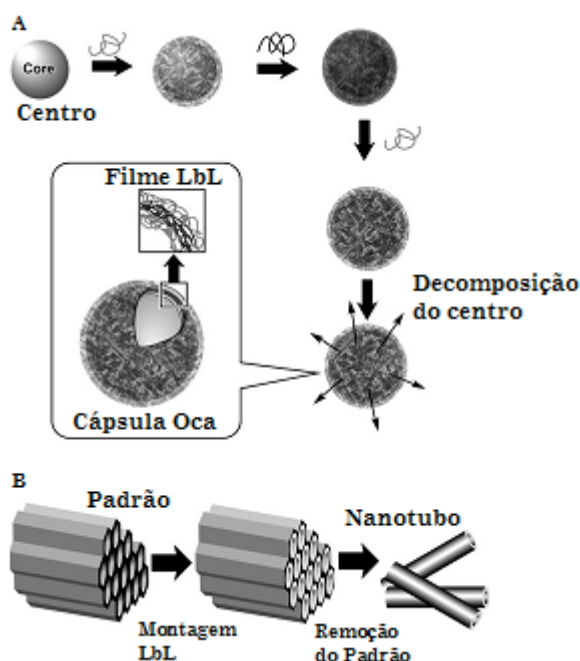 A
Core
Centro
Filme LbL
Decomposição
do centro
Cápsula Oca
B
Padrão
Nanotubo
Montagem
LbL
Remoção
do Padrão